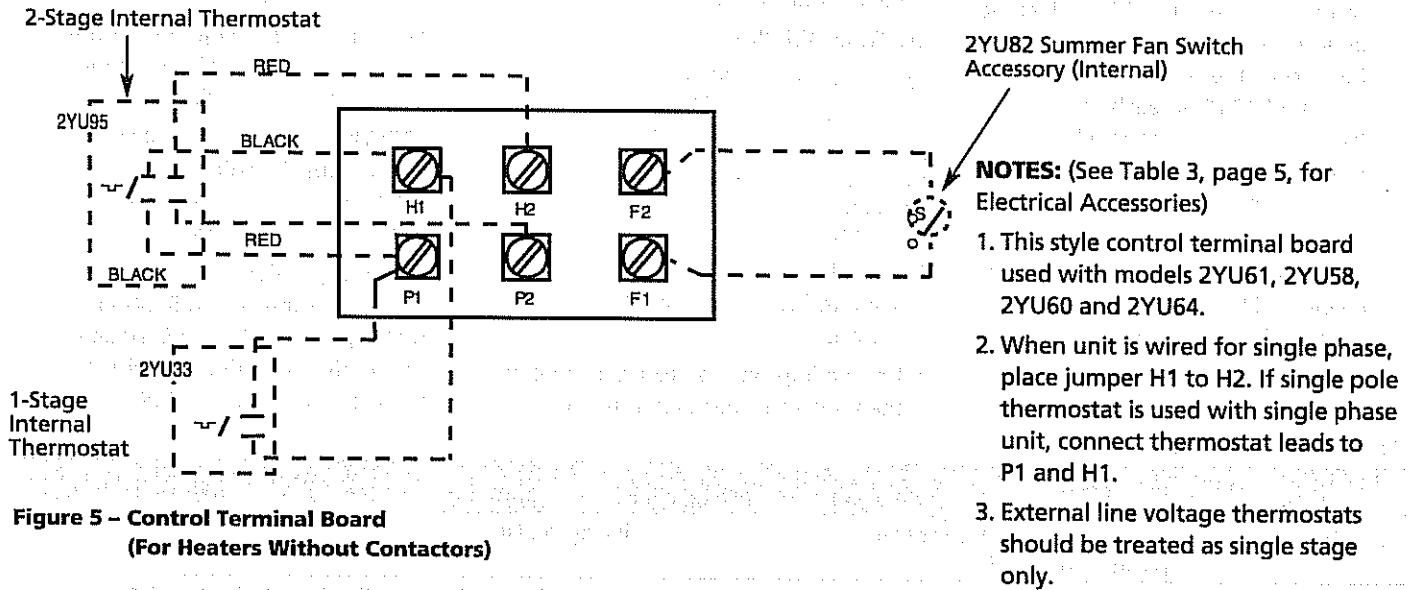 2-Stage Internal Thermostat
2YU95
RED
BLACK
RED
BLACK
H1
H2
F2
P1
P2
F1
2YU33
1-Stage
Internal
Thermostat
S
O
2YU82 Summer Fan Switch
Accessory (Internal)
NOTES: (See Table 3, page 5, for
Electrical Accessories)
1. This style control terminal board
used with models 2YU61, 2YU58,
2YU60 and 2YU64.
2. When unit is wired for single phase,
place jumper H1 to H2. If single pole
thermostat is used with single phase
unit, connect thermostat leads to
P1 and H1.
3. External line voltage thermostats
should be treated as single stage
only.
Figure 5 – Control Terminal Board
(For Heaters Without Contactors)